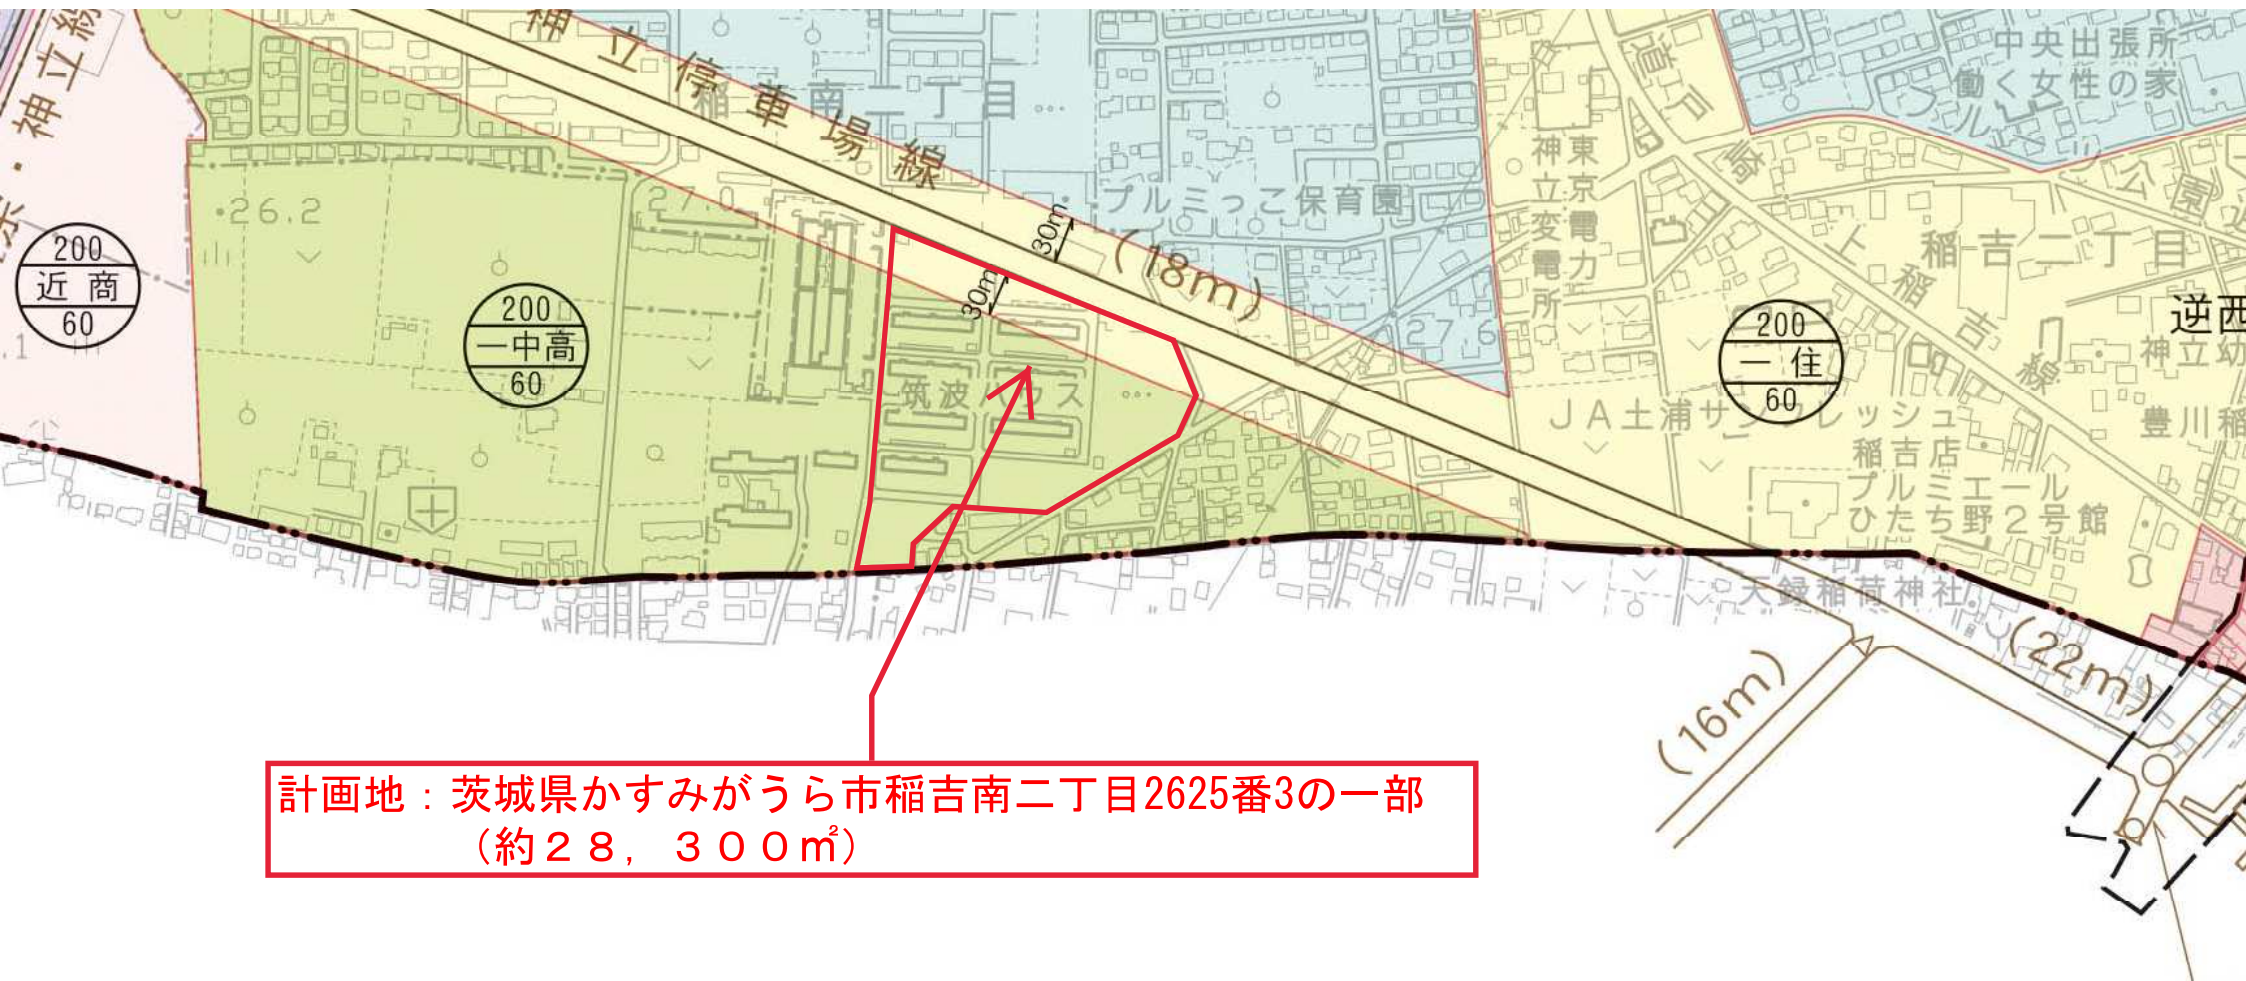 神立停車場線
稲吉南二丁目
中央出張所
働く女性の家
・神立線
26.2
27.0
プルミっこ保育園
30m
30m
(18m)
東京電力
神立変電所
上稲吉二丁目
稲吉線
逆西
神立幼
豊川稲
200
近商
60
200
一中高
60
200
一住
60
27.6
筑波ハウス
JA土浦サンフレッシュ
稲吉店
プルミエール
ひたち野2号館
天録稲荷神社
(22m)
(16m)
計画地：茨城県かすみがうら市稲吉南二丁目2625番3の一部
（約２８，３００㎡）